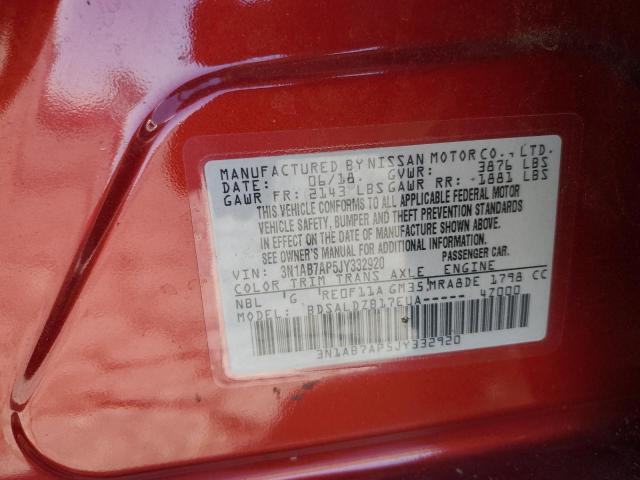 MANUFACTURED BY NISSAN MOTOR CO., LTD.
DATE: 06/18. GVWR: 3876 LBS
GAWR FR: 2143 LBS GAWR RR: 1881 LBS
THIS VEHICLE CONFORMS TO ALL APPLICABLE FEDERAL MOTOR
VEHICLE SAFETY, BUMPER AND THEFT PREVENTION STANDARDS
IN EFFECT ON THE DATE OF MANUFACTURE SHOWN ABOVE.
SEE OWNER'S MANUAL FOR ADDITIONAL INFORMATION.
VIN: 3N1AB7AP5JY332920 PASSENGER CAR.
COLOR TRIM TRANS AXLE ENGINE
NBL G RE0F11A GM35 MRA8DE 1798 CC
MODEL: BDSALDZB17EUA----- 4Z000
3N1AB7AP5JY332920